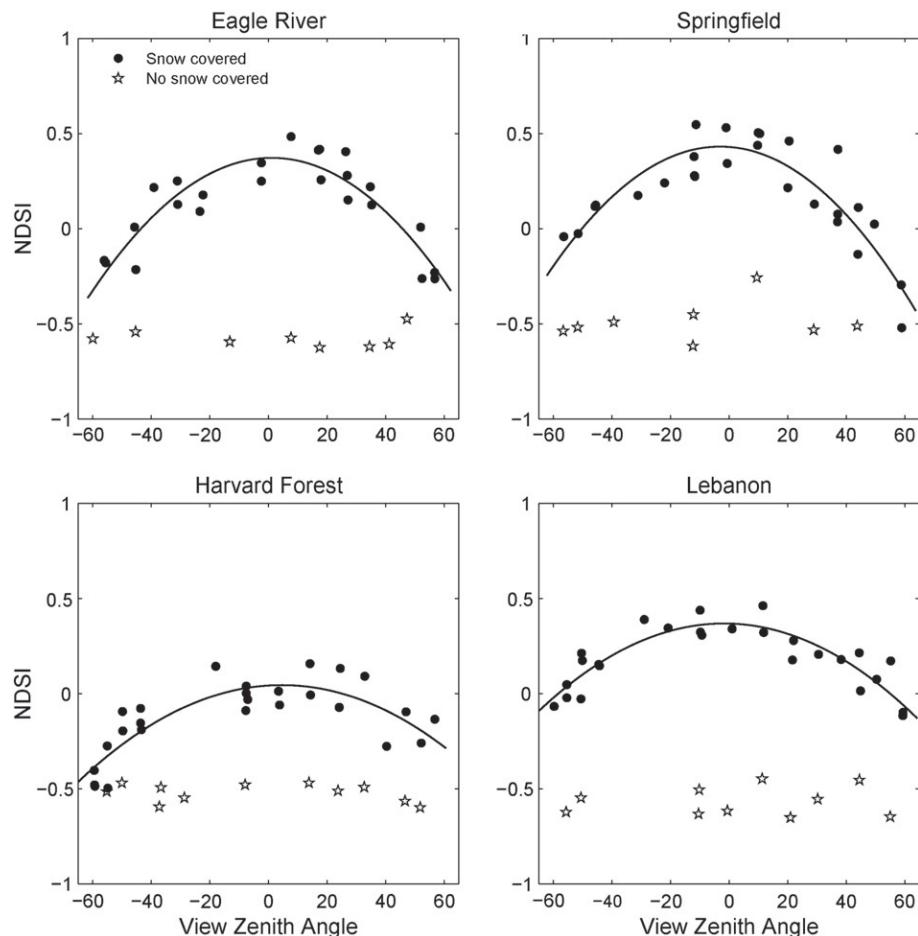 Eagle River
Springfield
1
0.5
0
−0.5
−1
NDSI
Snow covered
No snow covered
−60 −40 −20 0 20 40 60
1
0.5
0
−0.5
−1
−60 −40 −20 0 20 40 60
Harvard Forest
Lebanon
1
0.5
0
−0.5
−1
NDSI
−60 −40 −20 0 20 40 60
View Zenith Angle
1
0.5
0
−0.5
−1
−60 −40 −20 0 20 40 60
View Zenith Angle